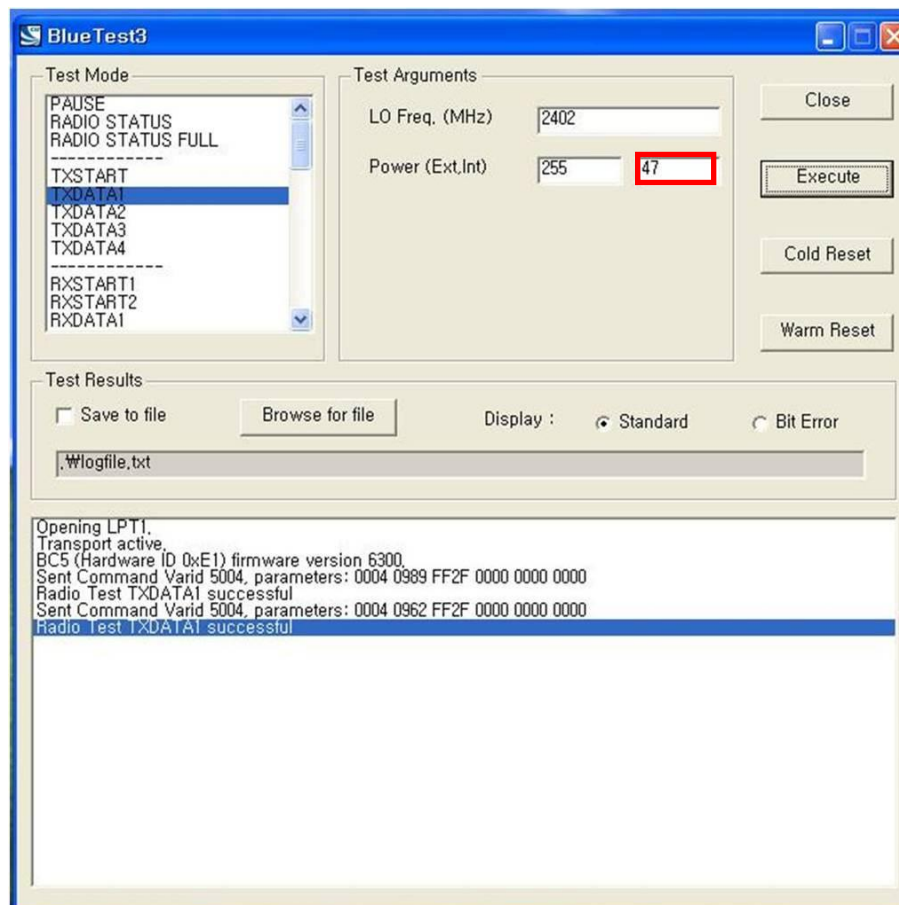 BlueTest3
Test Mode
PAUSE
RADIO STATUS
RADIO STATUS FULL
------------
TXSTART
TXDATA1
TXDATA2
TXDATA3
TXDATA4
------------
RXSTART1
RXSTART2
RXDATA1
Test Arguments
LO Freq. (MHz) 2402
Power (Ext,Int) 255 47
Close
Execute
Cold Reset
Warm Reset
Test Results
Save to file Browse for file Display : Standard Bit Error
.₩logfile.txt
Opening LPT1.
Transport active.
BC5 (Hardware ID 0xE1) firmware version 6300.
Sent Command Varid 5004, parameters: 0004 0989 FF2F 0000 0000 0000
Radio Test TXDATA1 successful
Sent Command Varid 5004, parameters: 0004 0962 FF2F 0000 0000 0000
Radio Test TXDATA1 successful